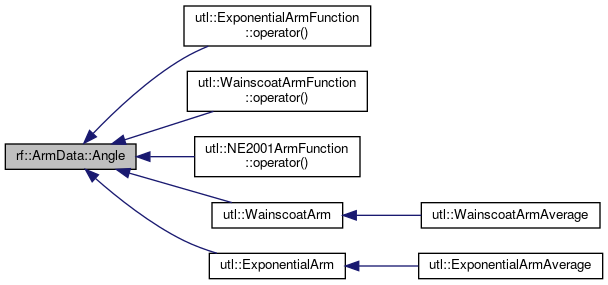 utl::ExponentialArmFunction
::operator()
utl::WainscoatArmFunction
::operator()
utl::NE2001ArmFunction
::operator()
rf::ArmData::Angle
utl::WainscoatArm
utl::WainscoatArmAverage
utl::ExponentialArm
utl::ExponentialArmAverage